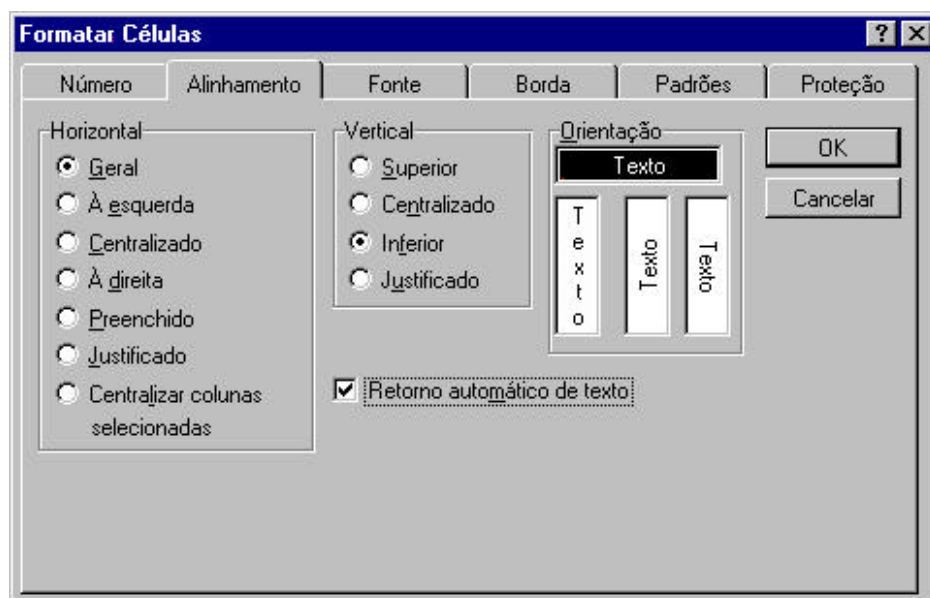 Formatar Células
Número Alinhamento Fonte Borda Padrões Proteção
Horizontal
Geral
À esquerda
Centralizado
À direita
Preenchido
Justificado
Centralizar colunas
selecionadas
Vertical
Superior
Centralizado
Inferior
Justificado
Orientação
Texto
Texto
Texto
Texto
Retorno automático de texto
OK
Cancelar